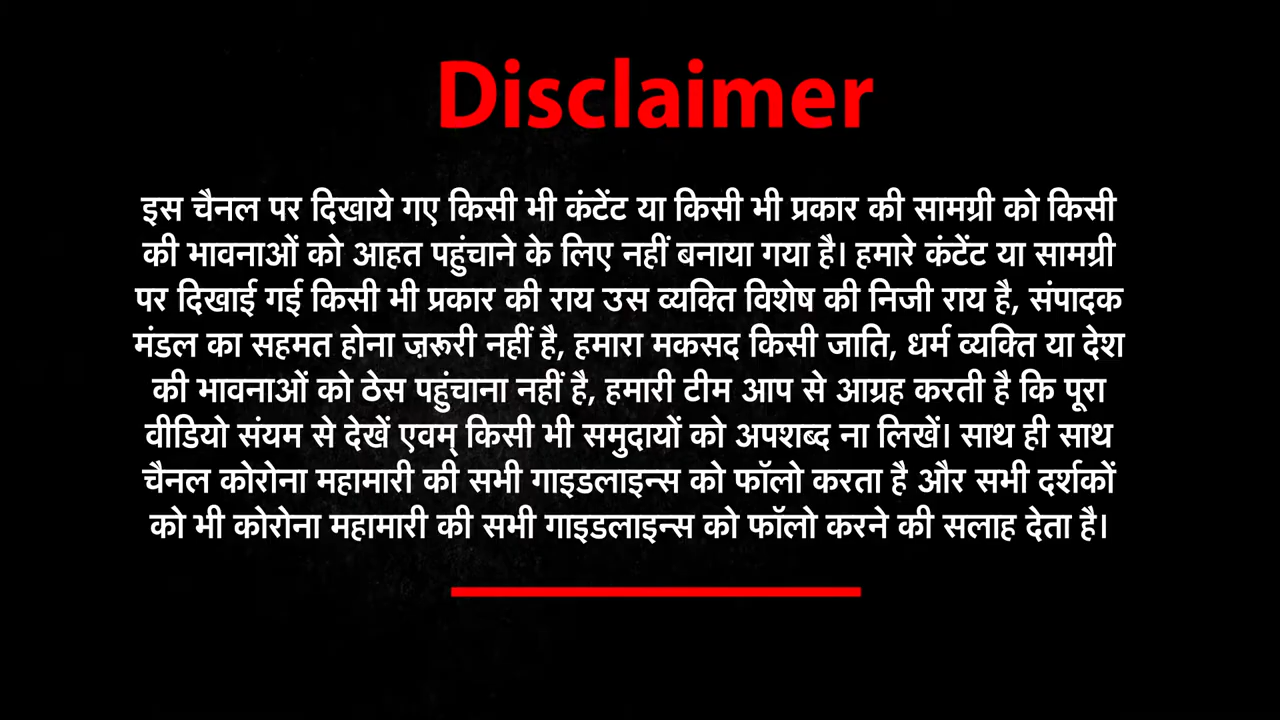 Disclaimer
इस चैनल पर दिखाये गए किसी भी कंटेंट या किसी भी प्रकार की सामग्री को किसी
की भावनाओं को आहत पहुंचाने के लिए नहीं बनाया गया है। हमारे कंटेंट या सामग्री
पर दिखाई गई किसी भी प्रकार की राय उस व्यक्ति विशेष की निजी राय है, संपादक
मंडल का सहमत होना ज़रूरी नहीं है, हमारा मकसद किसी जाति, धर्म व्यक्ति या देश
की भावनाओं को ठेस पहुंचाना नहीं है, हमारी टीम आप से आग्रह करती है कि पूरा
वीडियो संयम से देखें एवम् किसी भी समुदायों को अपशब्द ना लिखें। साथ ही साथ
चैनल कोरोना महामारी की सभी गाइडलाइन्स को फॉलो करता है और सभी दर्शकों
को भी कोरोना महामारी की सभी गाइडलाइन्स को फॉलो करने की सलाह देता है।